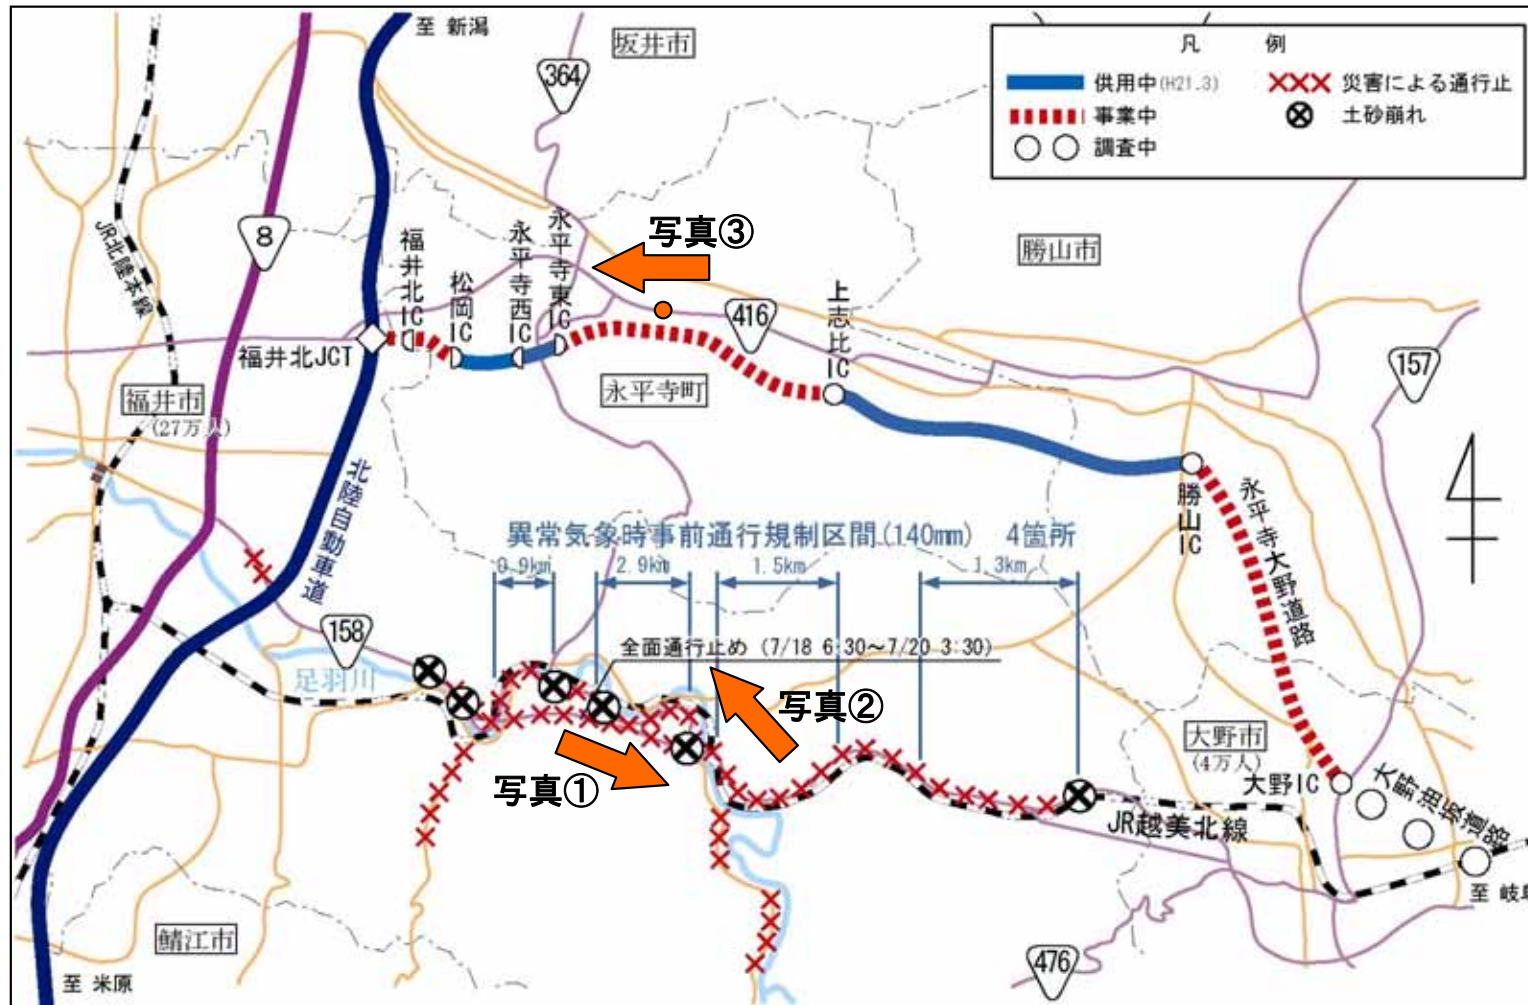 至 新潟
坂井市
364
凡 例
供用中(H21.3)
災害による通行止
事業中
土砂崩れ
調査中
8
JR北陸本線
写真③
勝山市
福井北IC
松岡IC
永平寺西IC
永平寺東IC
416
上志比IC
157
福井北JCT
永平寺町
福井市
(27万人)
北陸自動車道
勝山IC
永平寺大野道路
異常気象時事前通行規制区間(140mm) 4箇所
0.9km
2.9km
1.5km
1.3km
158
全面通行止め (7/18 6:30～7/20 3:30)
足羽川
写真②
写真①
大野市
(4万人)
大野IC
大野油坂道路
JR越美北線
至 岐阜
鯖江市
476
至 米原